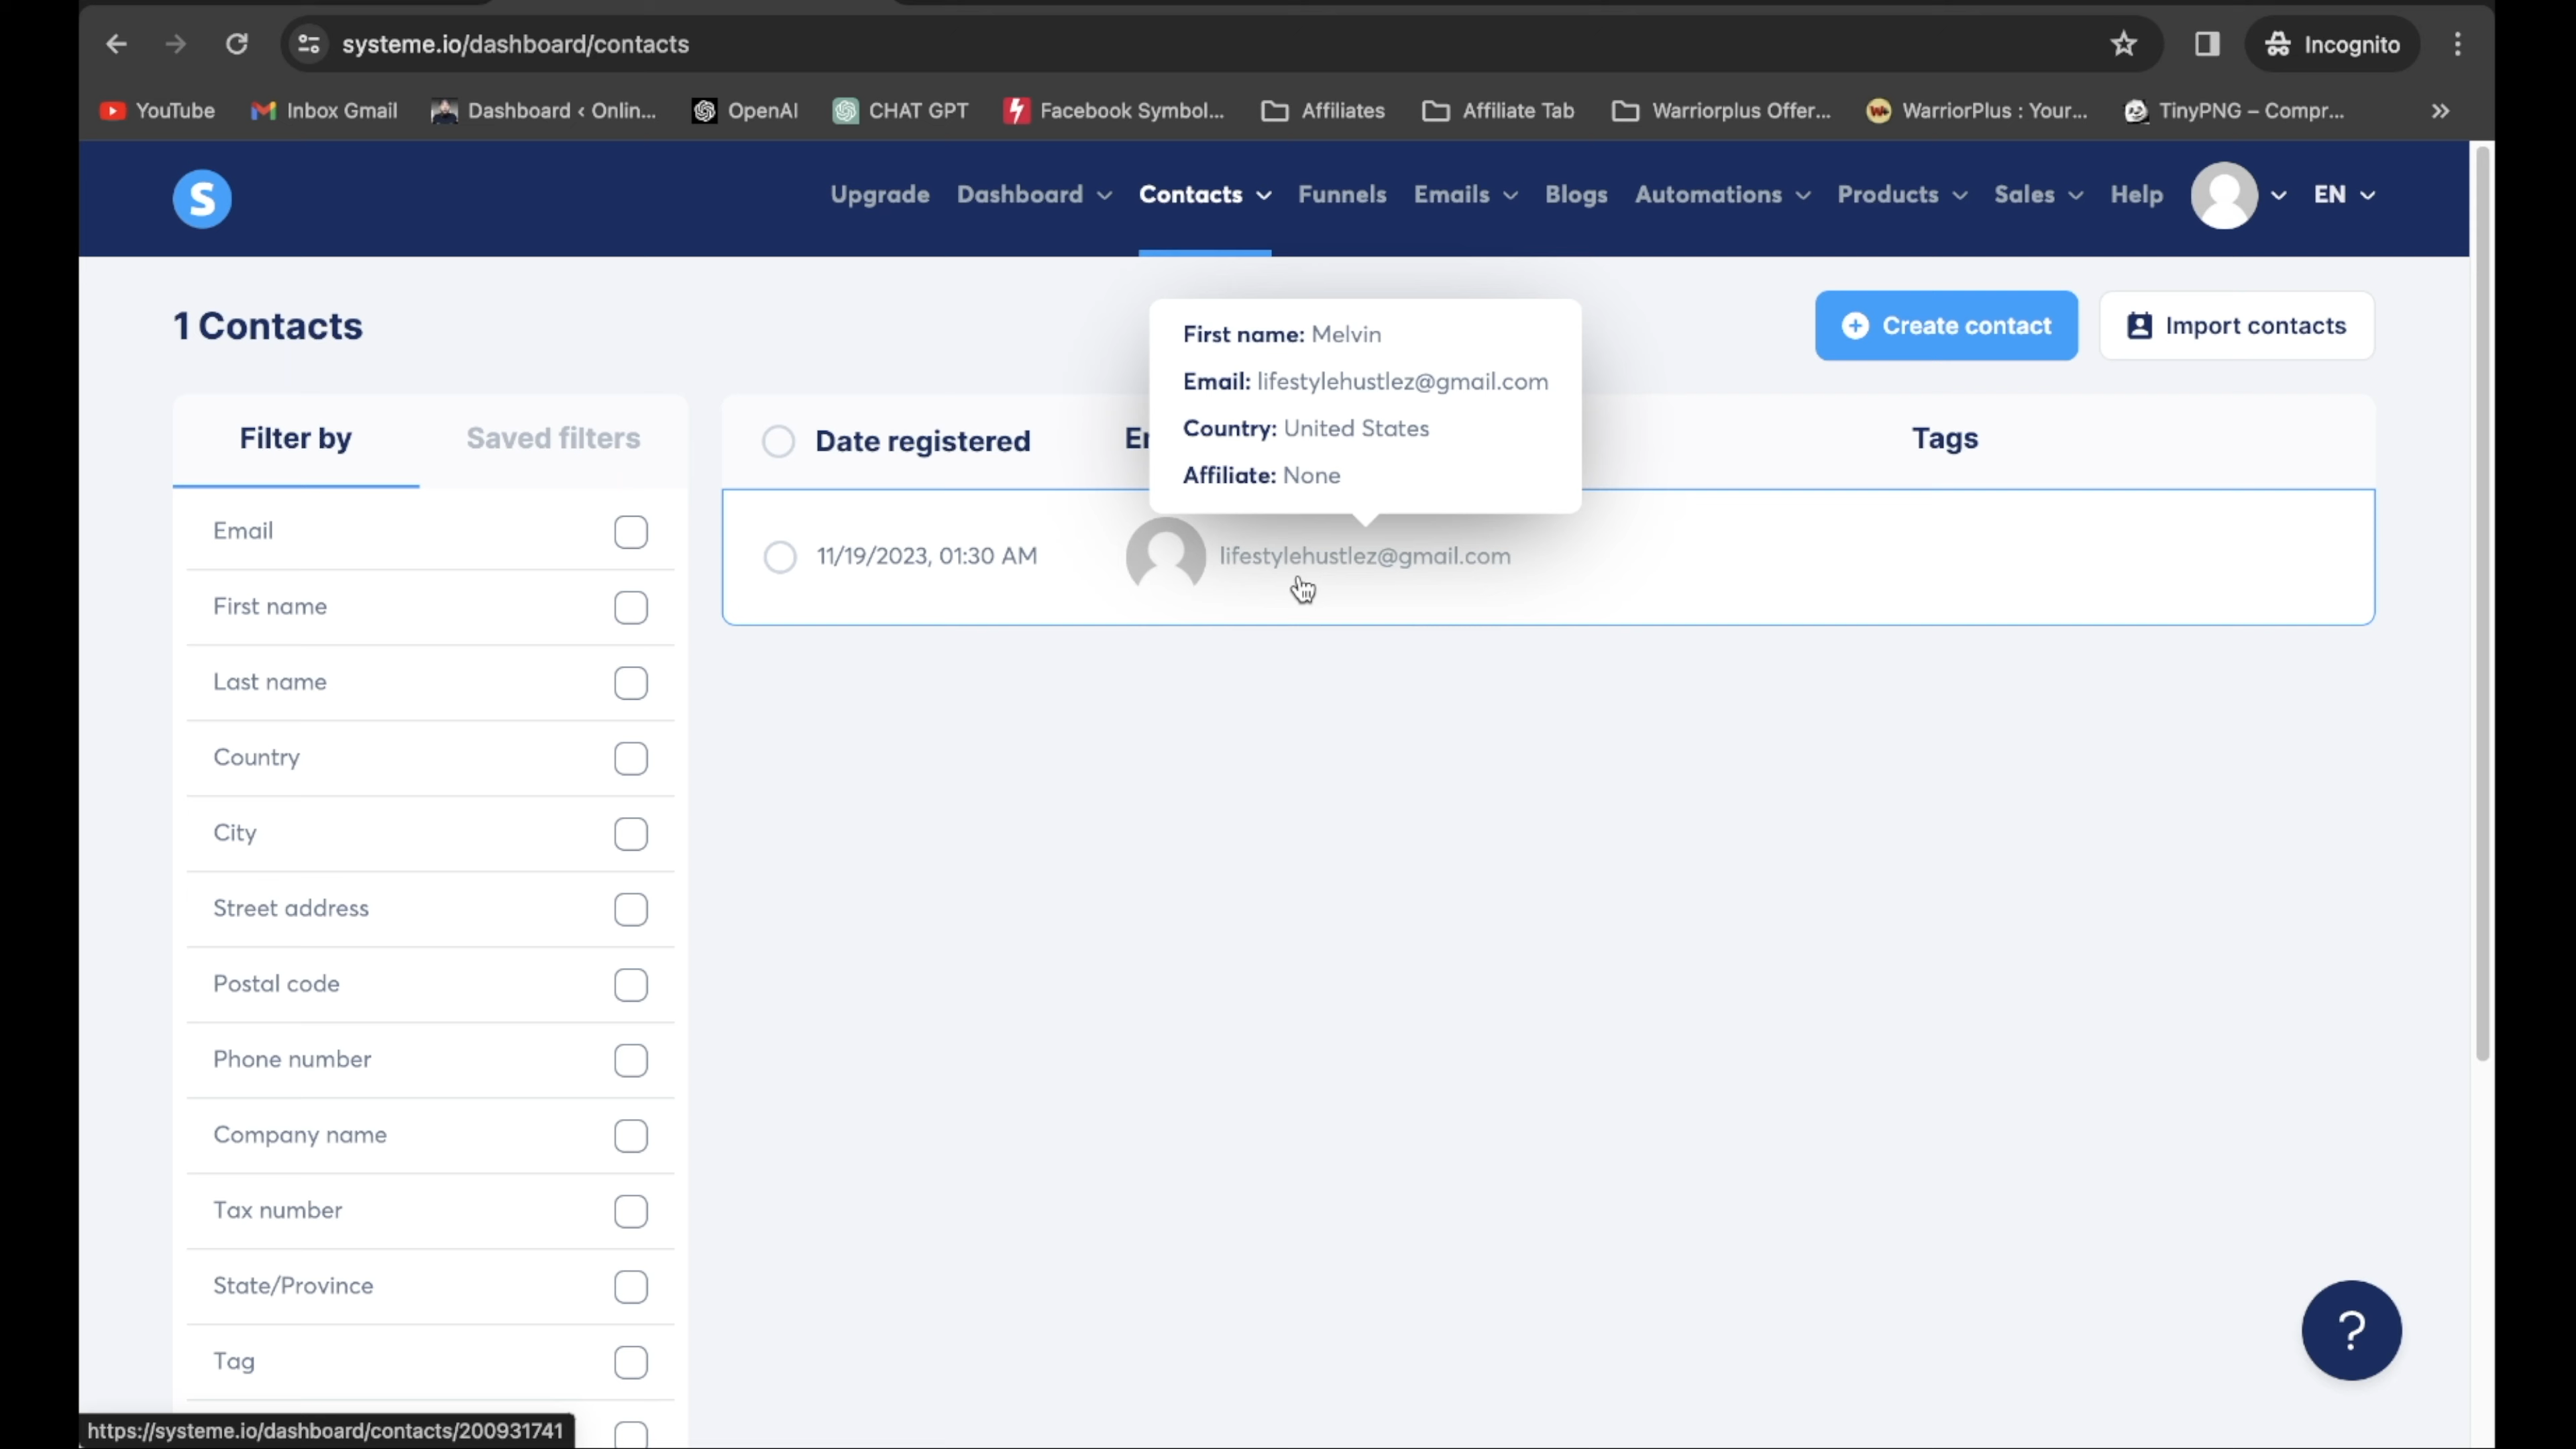 systeme.io/dashboard/contacts
Incognito
YouTube
Inbox Gmail
Dashboard < Onlin...
OpenAI
CHAT GPT
Facebook Symbol...
Affiliates
Affiliate Tab
Warriorplus Offer...
WarriorPlus : Your...
TinyPNG – Compr...
S
Upgrade
Dashboard
Contacts
Funnels
Emails
Blogs
Automations
Products
Sales
Help
EN
1 Contacts
Create contact
Import contacts
First name: Melvin
Email: lifestylehustlez@gmail.com
Country: United States
Affiliate: None
Filter by
Saved filters
Date registered
Tags
11/19/2023, 01:30 AM
lifestylehustlez@gmail.com
Email
First name
Last name
Country
City
Street address
Postal code
Phone number
Company name
Tax number
State/Province
Tag
?
https://systeme.io/dashboard/contacts/200931741